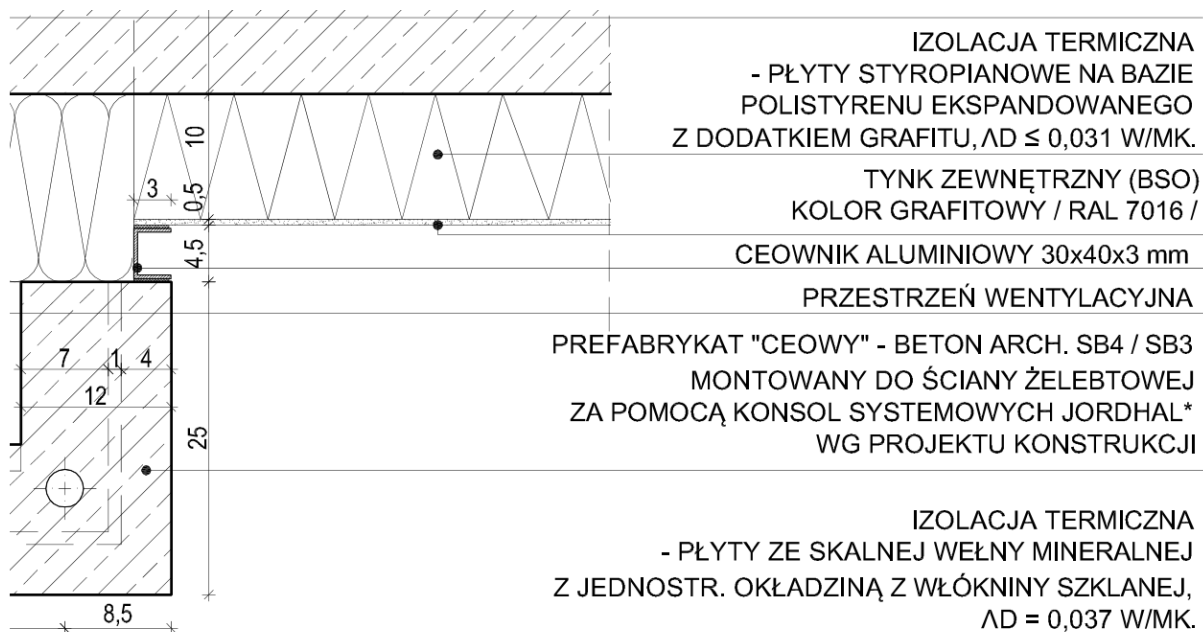 IZOLACJA TERMICZNA
- PŁYTY STYROPIANOWE NA BAZIE
POLISTYRENU EKSPANDOWANEGO
Z DODATKIEM GRAFITU, ΛD ≤ 0,031 W/MK.
TYNK ZEWNĘTRZNY (BSO)
KOLOR GRAFITOWY / RAL 7016 /
CEOWNIK ALUMINIOWY 30x40x3 mm
PRZESTRZEŃ WENTYLACYJNA
PREFABRYKAT "CEOWY" - BETON ARCH. SB4 / SB3
MONTOWANY DO ŚCIANY ŻELEBTOWEJ
ZA POMOCĄ KONSOL SYSTEMOWYCH JORDHAL*
WG PROJEKTU KONSTRUKCJI
IZOLACJA TERMICZNA
- PŁYTY ZE SKALNEJ WEŁNY MINERALNEJ
Z JEDNOSTR. OKŁADZINĄ Z WŁÓKNINY SZKLANEJ,
ΛD = 0,037 W/MK.
10
3
0,5
4,5
7 1 4
12
25
8,5